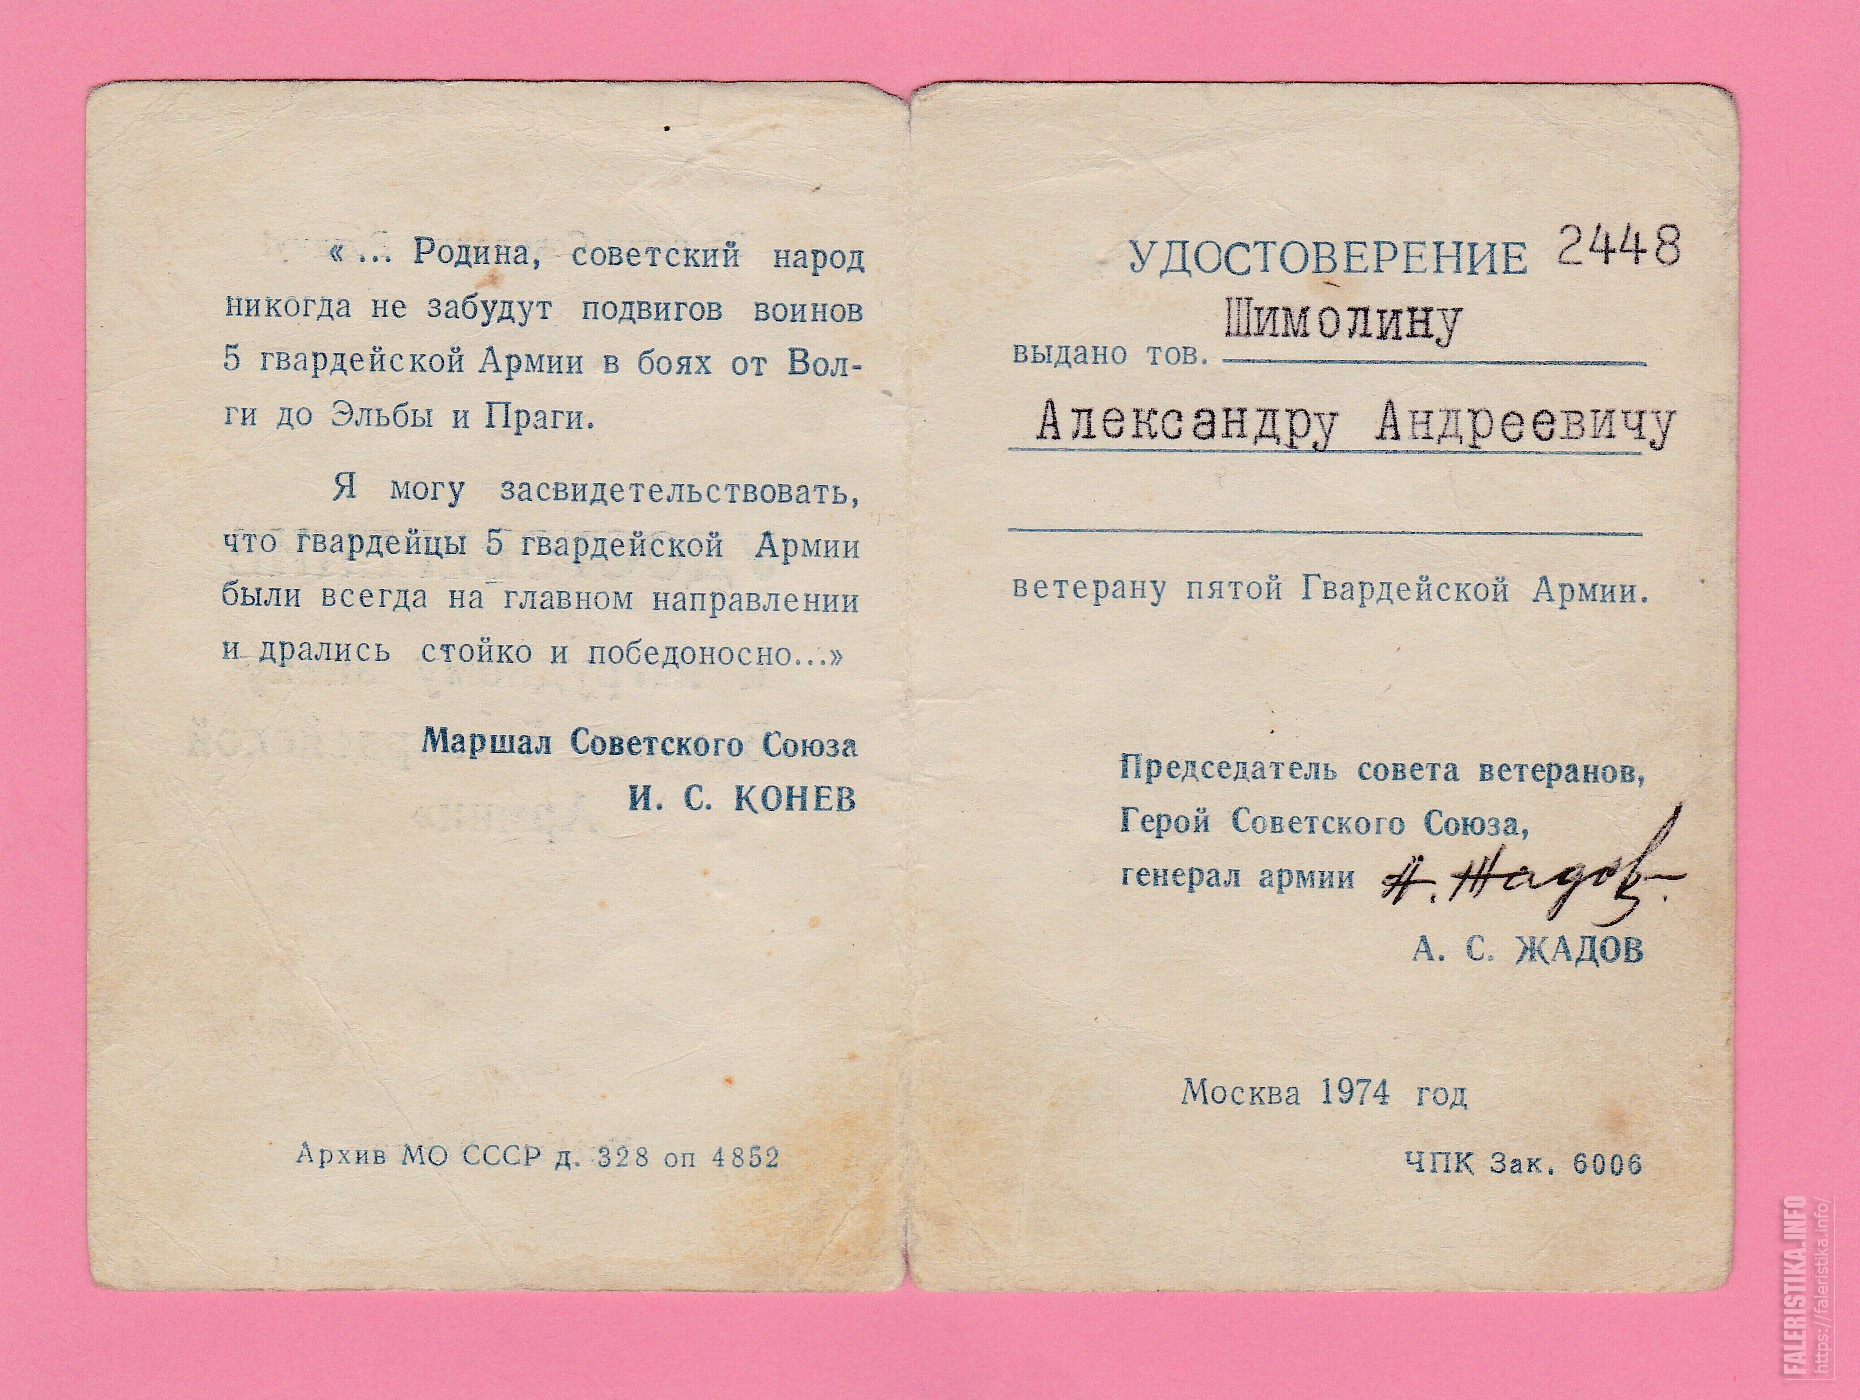 « ... Родина, советский народ
никогда не забудут подвигов воинов
5 гвардейской Армии в боях от Вол-
ги до Эльбы и Праги.
Я могу засвидетельствовать,
что гвардейцы 5 гвардейской Армии
были всегда на главном направлении
и дрались стойко и победоносно...»
Маршал Советского Союза
И. С. КОНЕВ
Архив МО СССР д. 328 оп 4852
УДОСТОВЕРЕНИЕ 2448
выдано тов. Шимолину
Александру Андреевичу
ветерану пятой Гвардейской Армии.
Председатель совета ветеранов,
Герой Советского Союза,
генерал армии А. Жадов
А. С. ЖАДОВ
Москва 1974 год
ЧПК Зак. 6006
FALERISTIKA.INFO
https://faleristika.info/